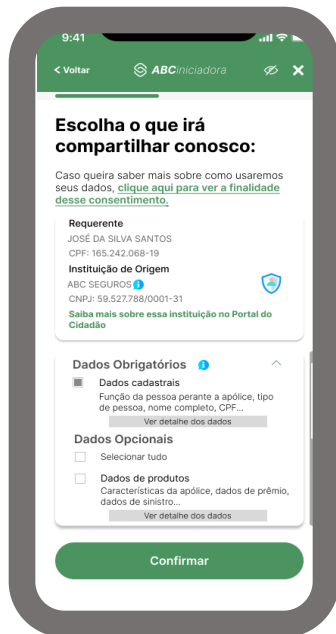 9:41
< Voltar
ABCiniciadora
Escolha o que irá
compartilhar conosco:
Caso queira saber mais sobre como usaremos
seus dados, clique aqui para ver a finalidade
desse consentimento.
Requerente
JOSÉ DA SILVA SANTOS
CPF: 165.242.068-19
Instituição de Origem
ABC SEGUROS
CNPJ: 59.527.788/0001-31
Saiba mais sobre essa instituição no Portal do
Cidadão
Dados Obrigatórios
Dados cadastrais
Função da pessoa perante a apólice, tipo
de pessoa, nome completo, CPF...
Ver detalhe dos dados
Dados Opcionais
Selecionar tudo
Dados de produtos
Características da apólice, dados de prêmio,
dados de sinistro...
Ver detalhe dos dados
Confirmar